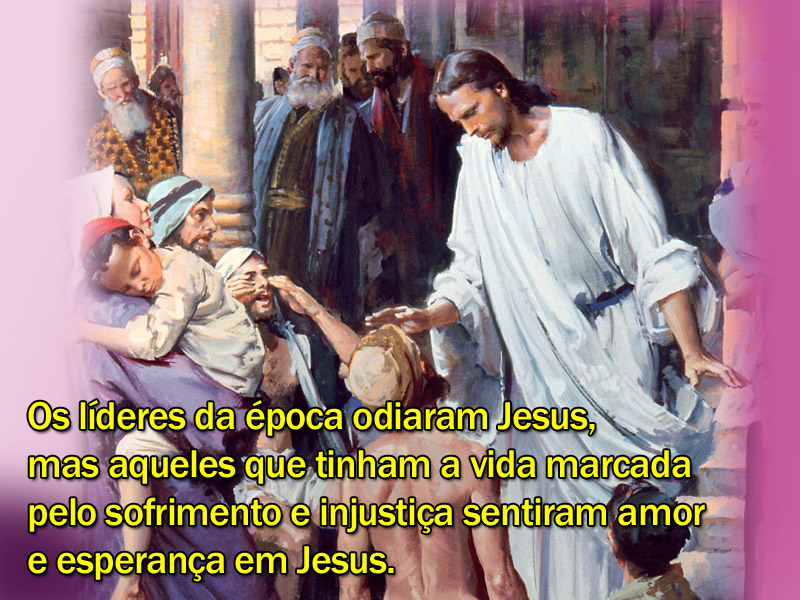 Os líderes da época odiaram Jesus,
mas aqueles que tinham a vida marcada
pelo sofrimento e injustiça sentiram amor
e esperança em Jesus.